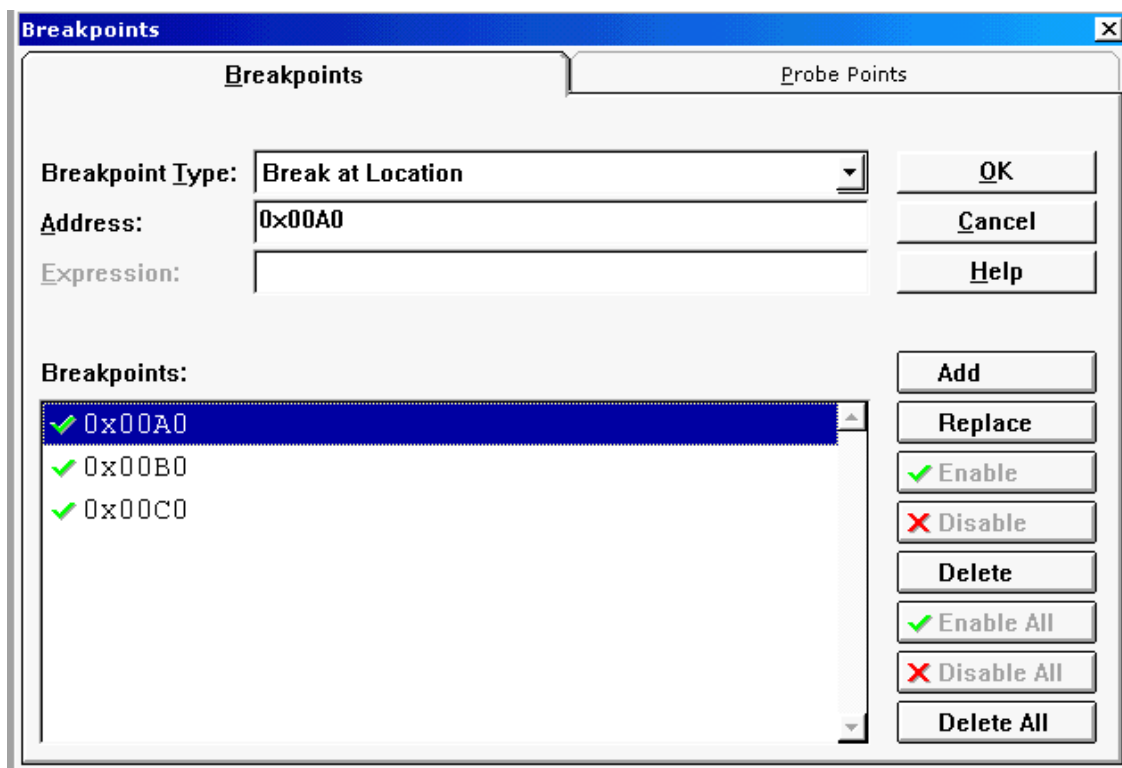 Breakpoints
Breakpoints
Probe Points
Breakpoint Type: Break at Location
OK
Address: 0x00A0
Cancel
Expression:
Help
Breakpoints:
Add
0x00A0
Replace
0x00B0
Enable
0x00C0
Disable
Delete
Enable All
Disable All
Delete All